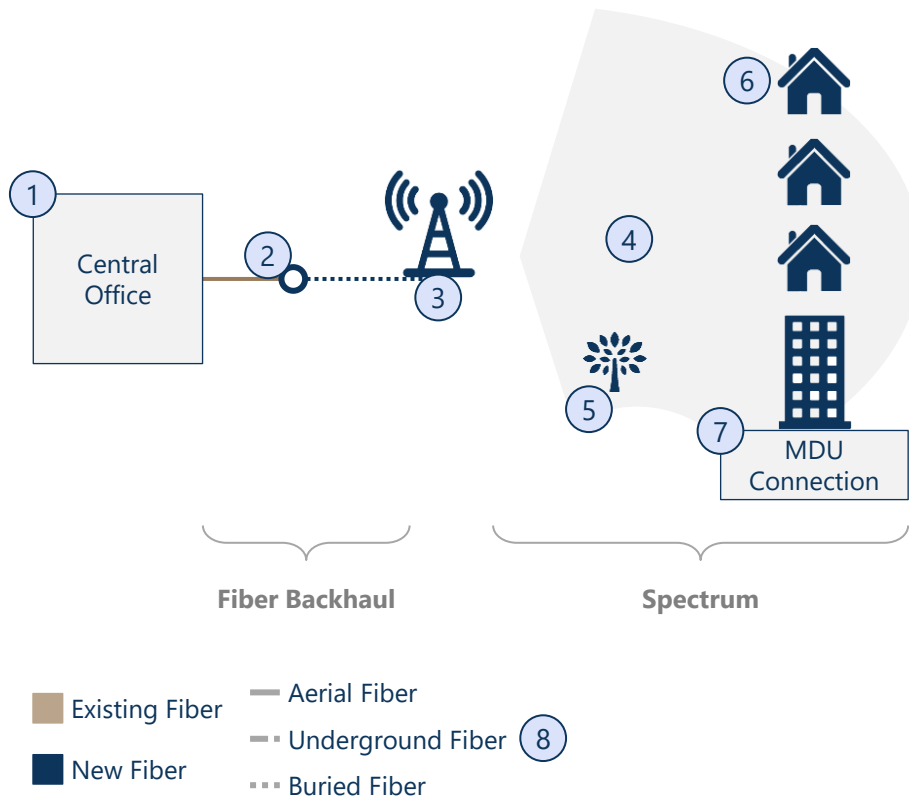 6
1
Central
Office
2
4
3
5
7
MDU
Connection
Fiber Backhaul
Spectrum
Existing Fiber
New Fiber
Aerial Fiber
Underground Fiber
8
Buried Fiber